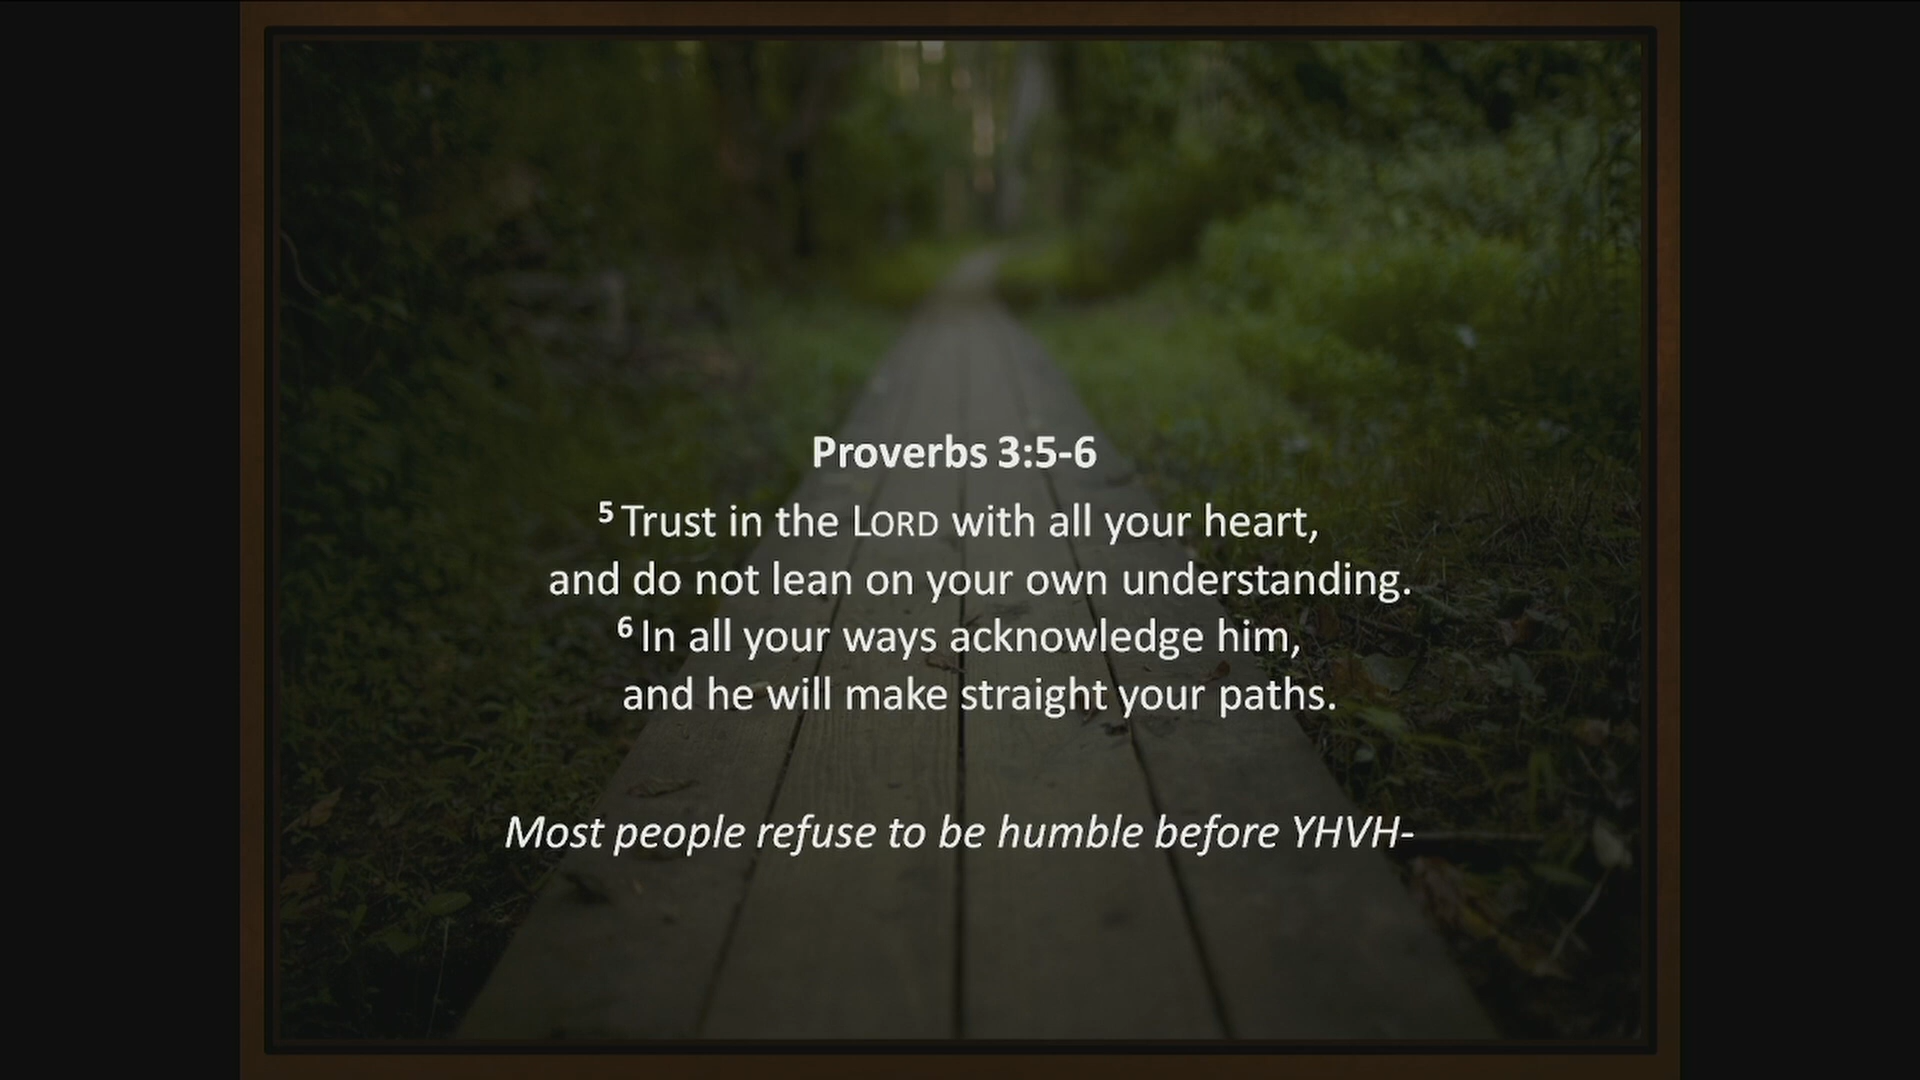 Proverbs 3:5-6
5 Trust in the LORD with all your heart,
and do not lean on your own understanding.
6 In all your ways acknowledge him,
and he will make straight your paths.
Most people refuse to be humble before YHVH-